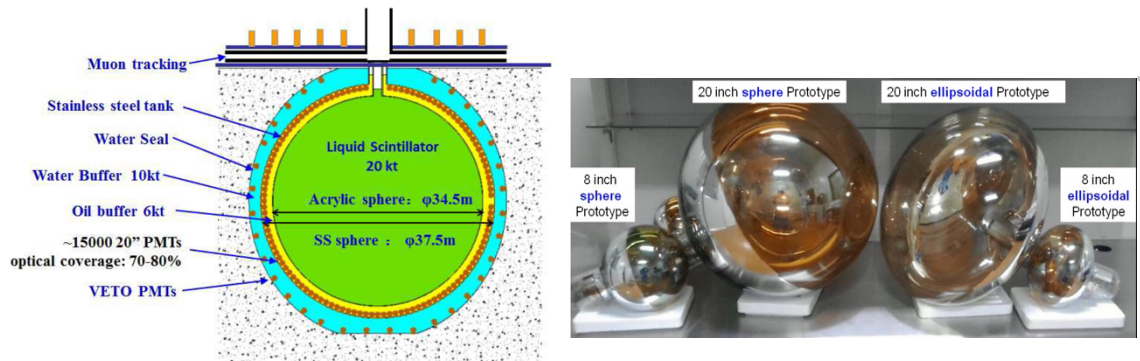 Muon tracking
Stainless steel tank
Water Seal
Water Buffer 10kt
Oil buffer 6kt
~15000 20” PMTs
optical coverage: 70-80%
VETO PMTs
Liquid Scintillator
20 kt
Acrylic sphere： φ34.5m
SS sphere ： φ37.5m
20 inch sphere Prototype
20 inch ellipsoidal Prototype
8 inch
sphere
Prototype
8 inch
ellipsoidal
Prototype